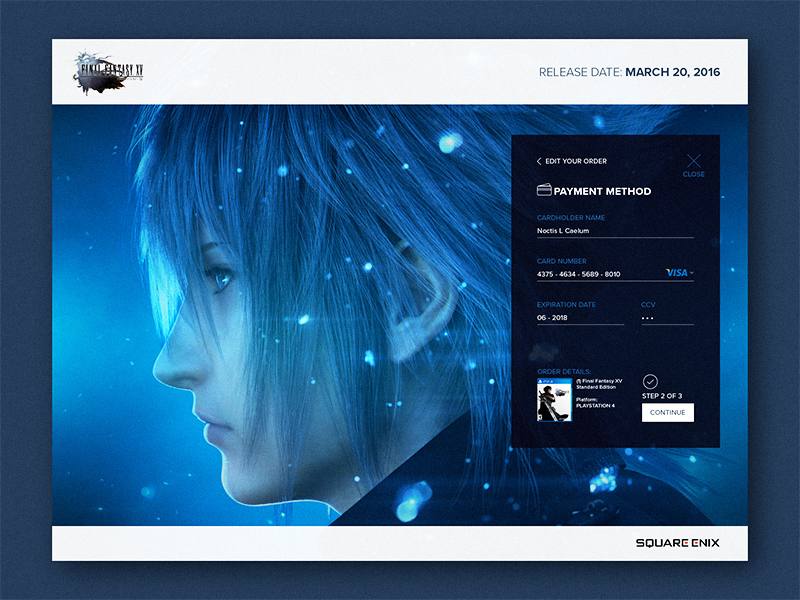 FINAL FANTASY XV
RELEASE DATE: MARCH 20, 2016
EDIT YOUR ORDER
CLOSE
PAYMENT METHOD
CARDHOLDER NAME
Noctis L Caelum
CARD NUMBER
4375 - 4634 - 5689 - 8010
VISA
EXPIRATION DATE
CCV
06 - 2018
ORDER DETAILS:
(1) Final Fantasy XV
Standard Edition
Platform:
PLAYSTATION 4
STEP 2 OF 3
CONTINUE
SQUARE ENIX